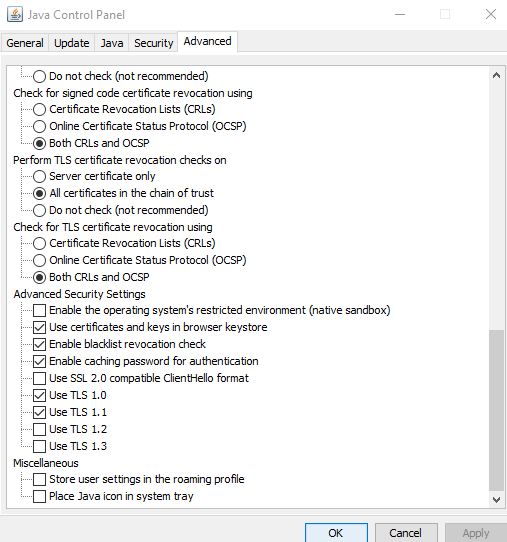 Java Control Panel
General Update Java Security Advanced
Do not check (not recommended)
Check for signed code certificate revocation using
Certificate Revocation Lists (CRLs)
Online Certificate Status Protocol (OCSP)
Both CRLs and OCSP
Perform TLS certificate revocation checks on
Server certificate only
All certificates in the chain of trust
Do not check (not recommended)
Check for TLS certificate revocation using
Certificate Revocation Lists (CRLs)
Online Certificate Status Protocol (OCSP)
Both CRLs and OCSP
Advanced Security Settings
Enable the operating system's restricted environment (native sandbox)
Use certificates and keys in browser keystore
Enable blacklist revocation check
Enable caching password for authentication
Use SSL 2.0 compatible ClientHello format
Use TLS 1.0
Use TLS 1.1
Use TLS 1.2
Use TLS 1.3
Miscellaneous
Store user settings in the roaming profile
Place Java icon in system tray
OK Cancel Apply